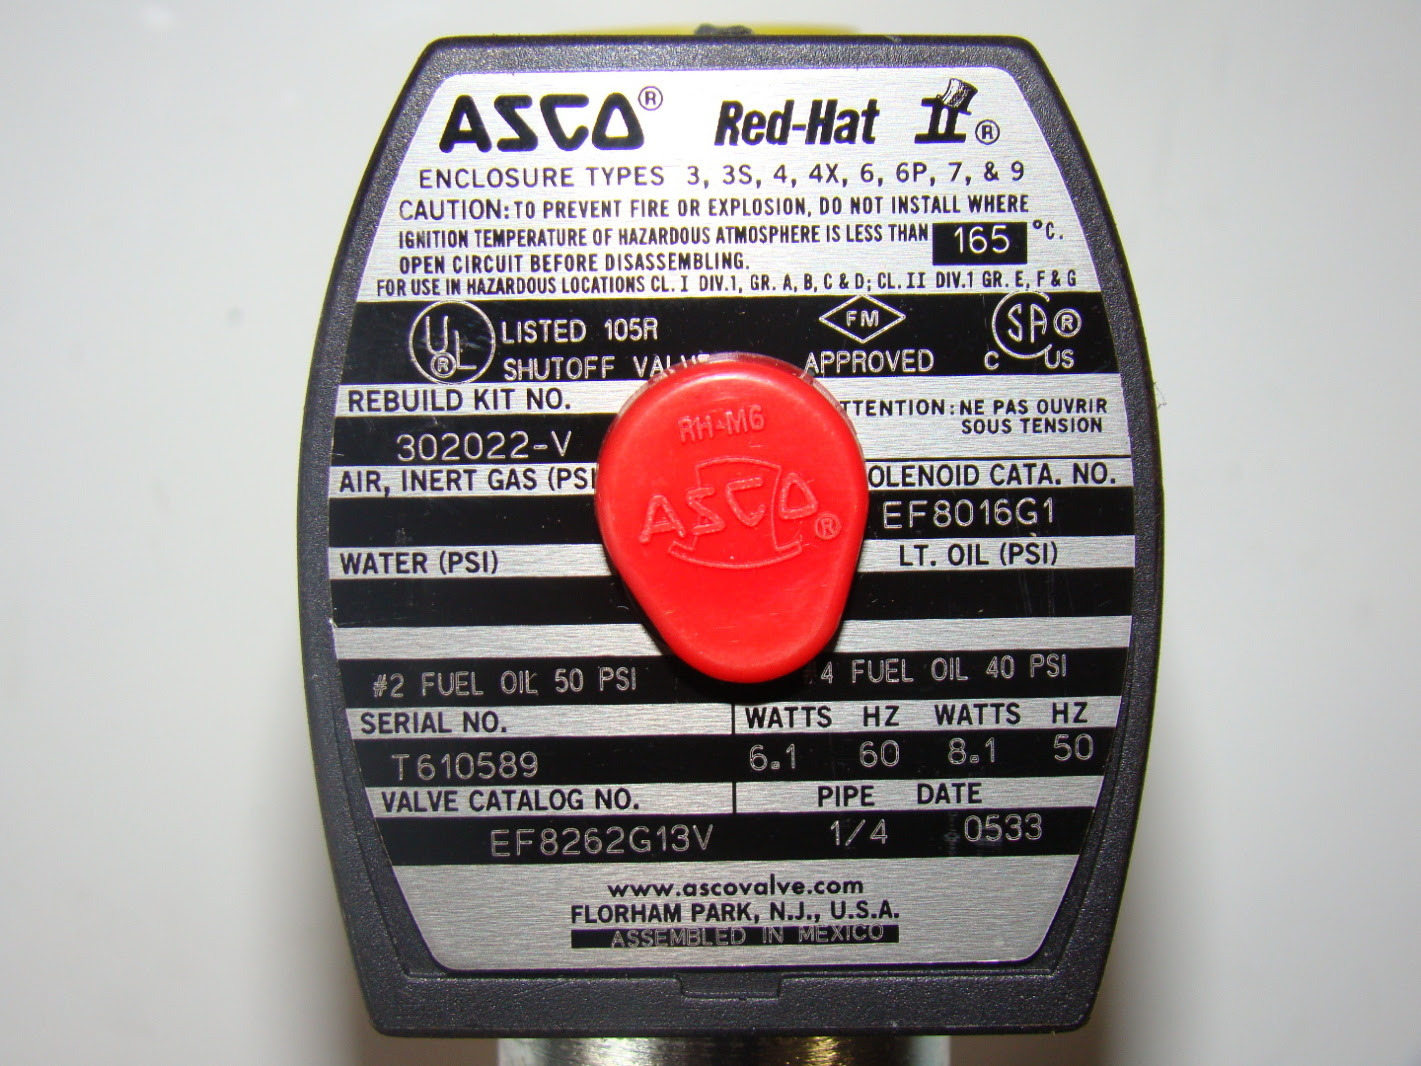 ASCO® Red-Hat II®
ENCLOSURE TYPES 3, 3S, 4, 4X, 6, 6P, 7, & 9
CAUTION: TO PREVENT FIRE OR EXPLOSION, DO NOT INSTALL WHERE
IGNITION TEMPERATURE OF HAZARDOUS ATMOSPHERE IS LESS THAN 165 °C.
OPEN CIRCUIT BEFORE DISASSEMBLING.
FOR USE IN HAZARDOUS LOCATIONS CL. I DIV.1, GR. A, B, C & D; CL. II DIV.1 GR. E, F & G
UL® LISTED 105R
SHUTOFF
FM
APPROVED
C SA® US
REBUILD KIT NO.
302022-V
NE PAS OUVRIR
SOUS TENSION
AIR, INERT GAS
CATA. NO.
EF8016G1
WATER (PSI)
LT. OIL (PSI)
RH-M6
ASCO®
#2 FUEL OIL 50 PSI
4 FUEL OIL 40 PSI
SERIAL NO.
WATTS HZ WATTS HZ
T610589
6.1 60 8.1 50
VALVE CATALOG NO.
PIPE DATE
EF8262G13V
1/4 0533
www.ascovalve.com
FLORHAM PARK, N.J., U.S.A.
ASSEMBLED IN MEXICO